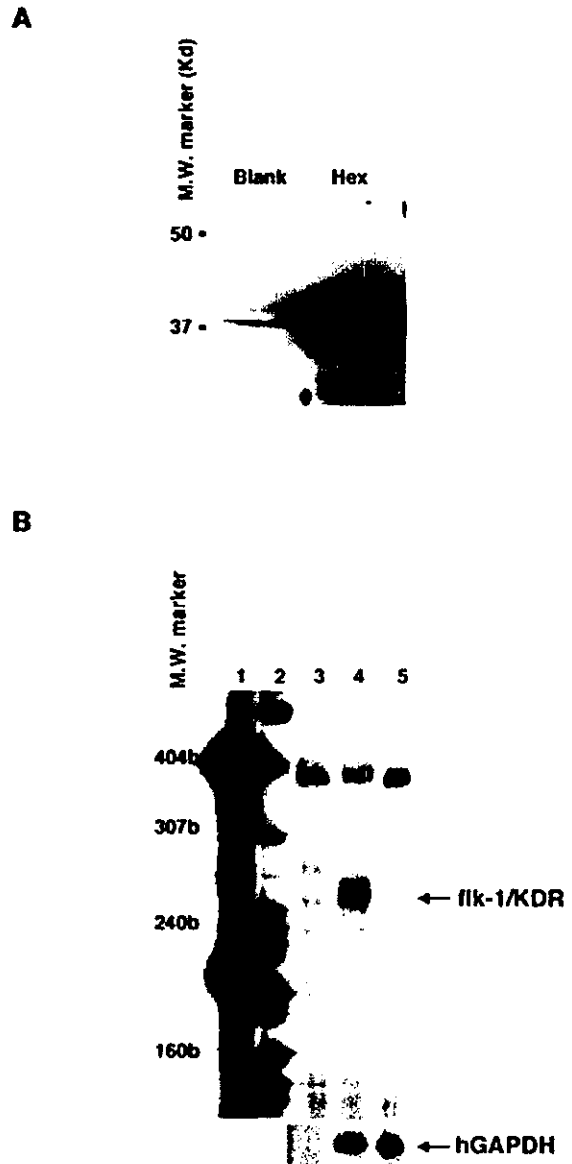 A
M.W. marker (Kd)
Blank Hex
50
37
B
M.W. marker
1 2 3 4 5
404b
307b
flk-1/KDR
240b
160b
hGAPDH